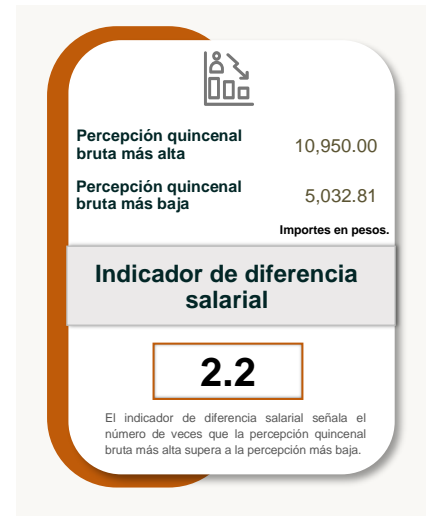 Percepción quincenal
bruta más alta
10,950.00
Percepción quincenal
bruta más baja
5,032.81
Importes en pesos.
Indicador de diferencia
salarial
2.2
El indicador de diferencia salarial señala el
número de veces que la percepción quincenal
bruta más alta supera a la percepción más baja.